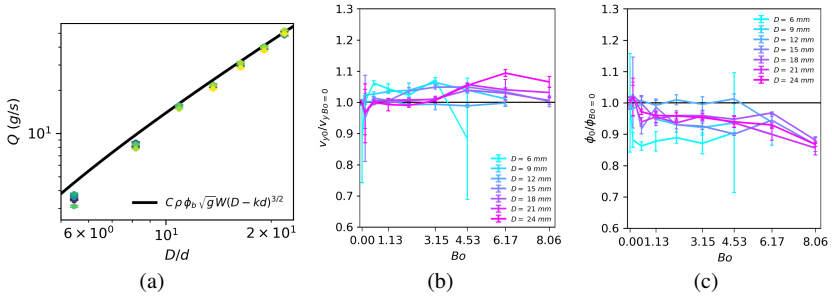 Q (g/s)
10¹
C ρ ϕ_b √g W(D − kd)^{3/2}
6 × 10⁰
10¹
2 × 10¹
D/d
(a)
v_{y0}/v_{y Bo=0}
1.3
1.2
1.1
1.0
0.9
0.8
0.7
0.6
D = 6 mm
D = 9 mm
D = 12 mm
D = 15 mm
D = 18 mm
D = 21 mm
D = 24 mm
0.00
1.13
3.15
4.53
6.17
8.06
Bo
(b)
ϕ_0/ϕ_{Bo=0}
1.3
1.2
1.1
1.0
0.9
0.8
0.7
0.6
D = 6 mm
D = 9 mm
D = 12 mm
D = 15 mm
D = 18 mm
D = 21 mm
D = 24 mm
0.00
1.13
3.15
4.53
6.17
8.06
Bo
(c)